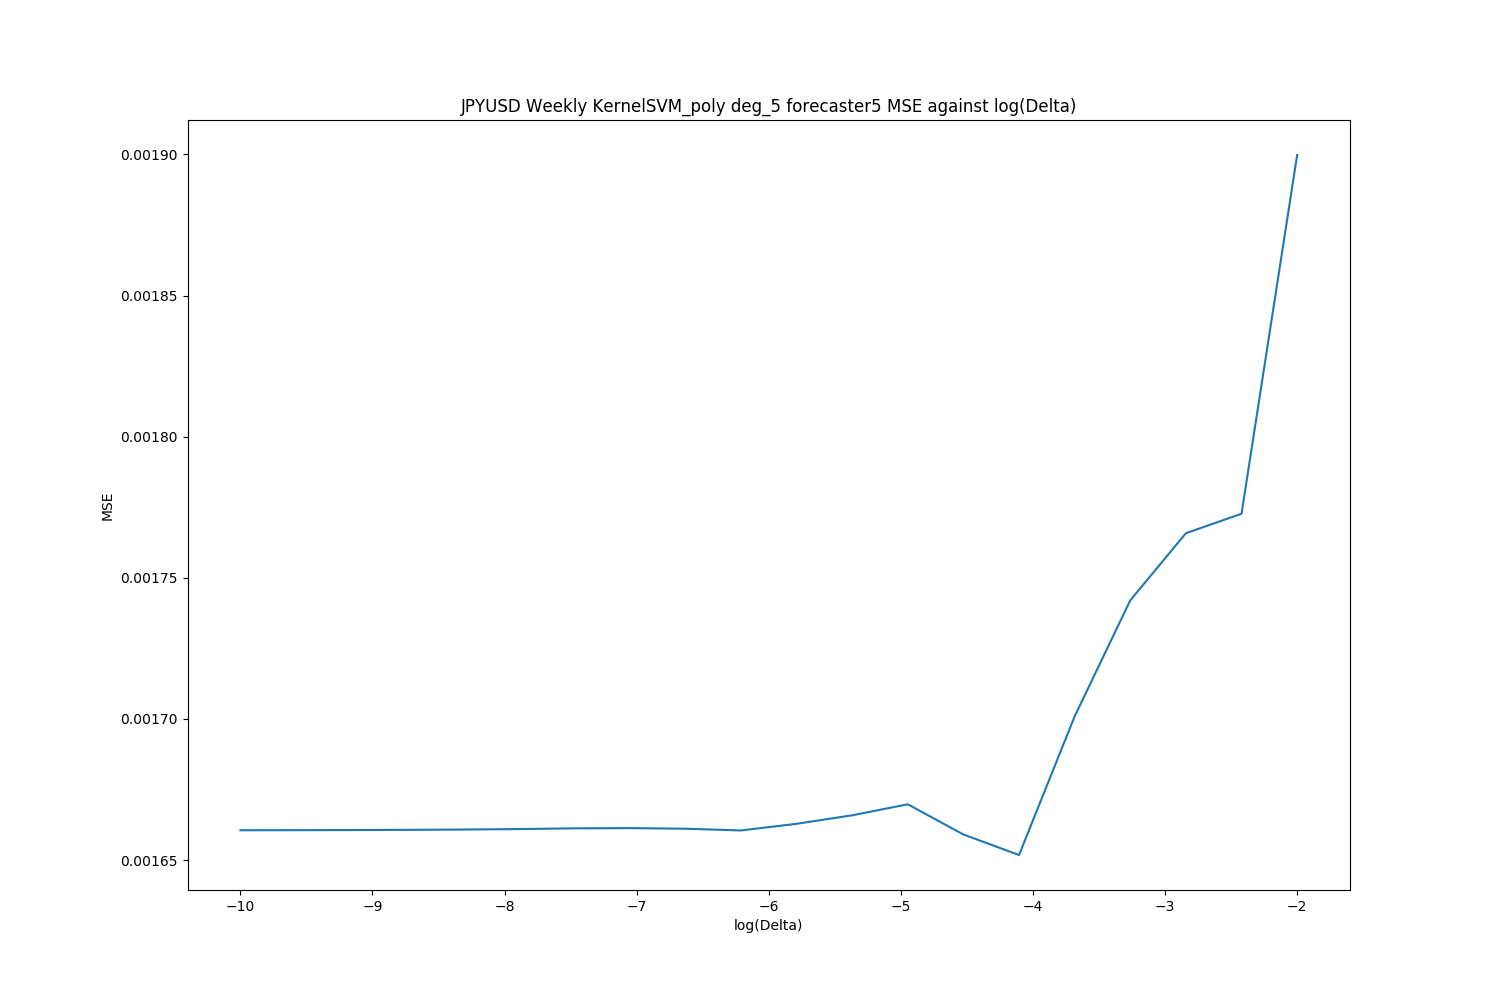 JPYUSD Weekly KernelSVM_poly deg_5 forecaster5 MSE against log(Delta)
0.00190
0.00185
0.00180
0.00175
0.00170
0.00165
MSE
−10 −9 −8 −7 −6 −5 −4 −3 −2
log(Delta)